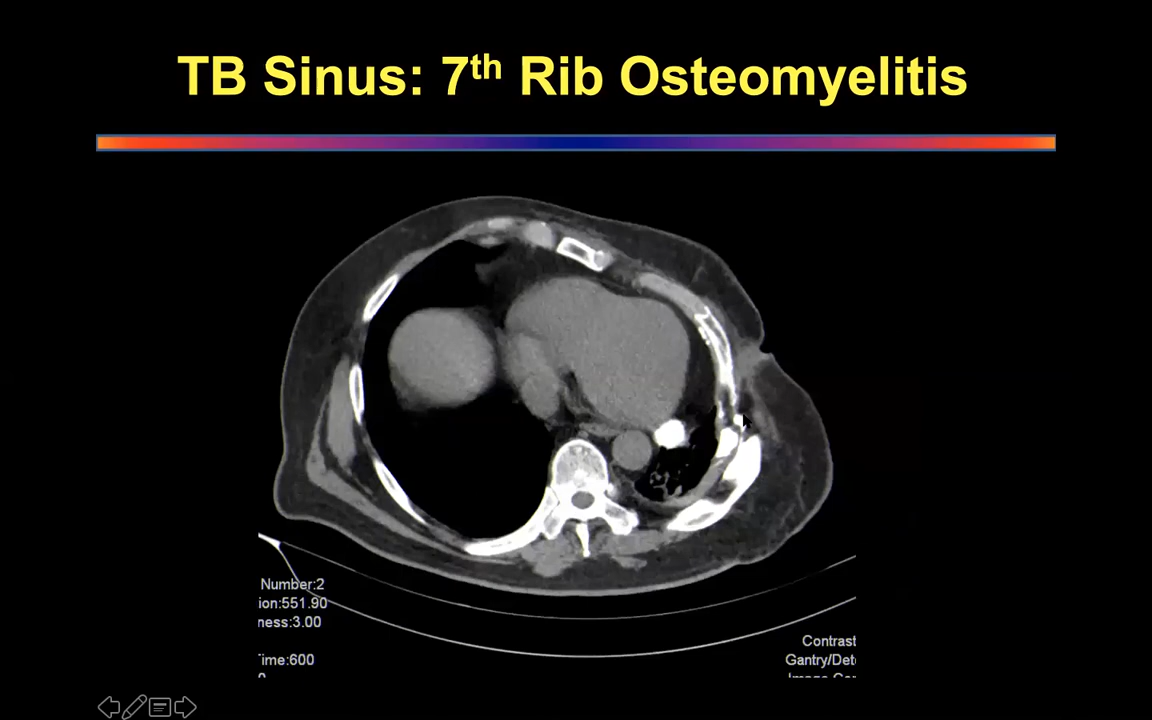 TB Sinus: 7th Rib Osteomyelitis
Number:2
ion:551.90
ness:3.00
ime:600
Contrast
Gantry/Det